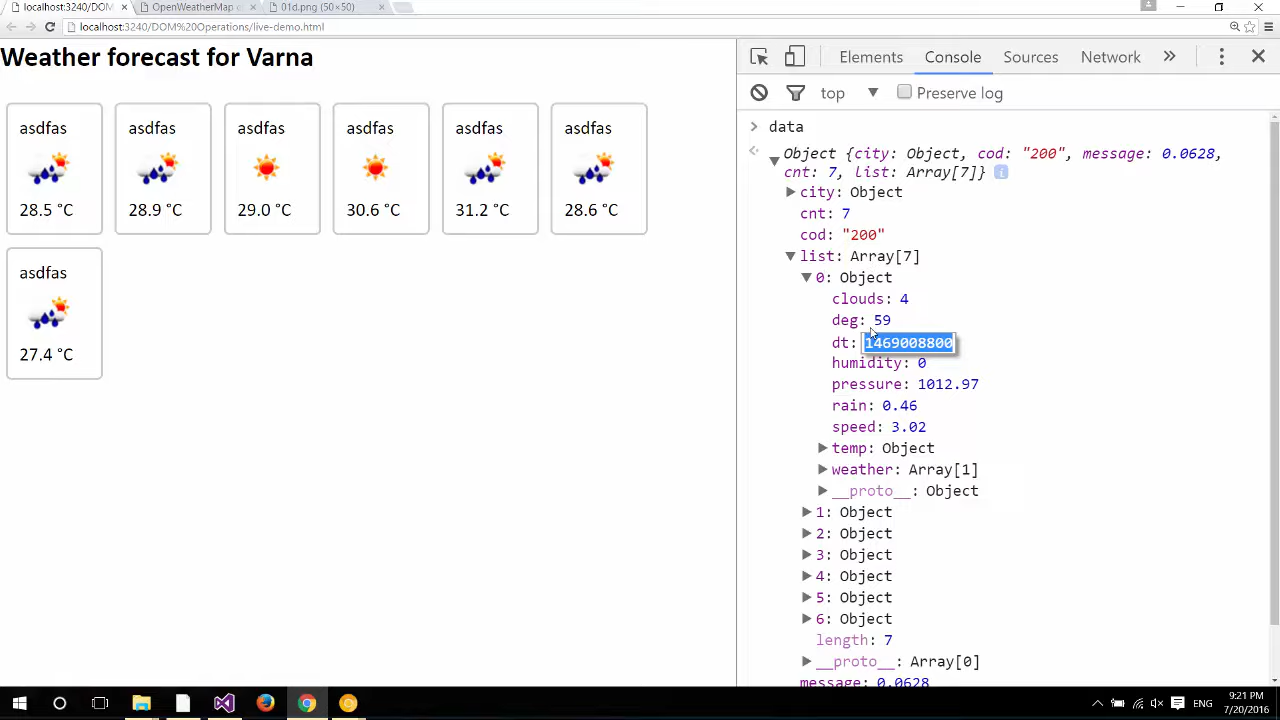 localhost:3240/DOM
OpenWeatherMap
01d.png (50×50)
localhost:3240/DOM%20Operations/live-demo.html
Weather forecast for Varna
asdfas
asdfas
asdfas
asdfas
asdfas
asdfas
28.5 °C
28.9 °C
29.0 °C
30.6 °C
31.2 °C
28.6 °C
asdfas
27.4 °C
Elements
Console
Sources
Network
top
Preserve log
data
Object {city: Object, cod: "200", message: 0.0628,
cnt: 7, list: Array[7]}
city: Object
cnt: 7
cod: "200"
list: Array[7]
0: Object
clouds: 4
deg: 59
dt: 1469008800
humidity: 0
pressure: 1012.97
rain: 0.46
speed: 3.02
temp: Object
weather: Array[1]
__proto__: Object
1: Object
2: Object
3: Object
4: Object
5: Object
6: Object
length: 7
__proto__: Array[0]
message: 0.0628
ENG
9:21 PM
7/20/2016